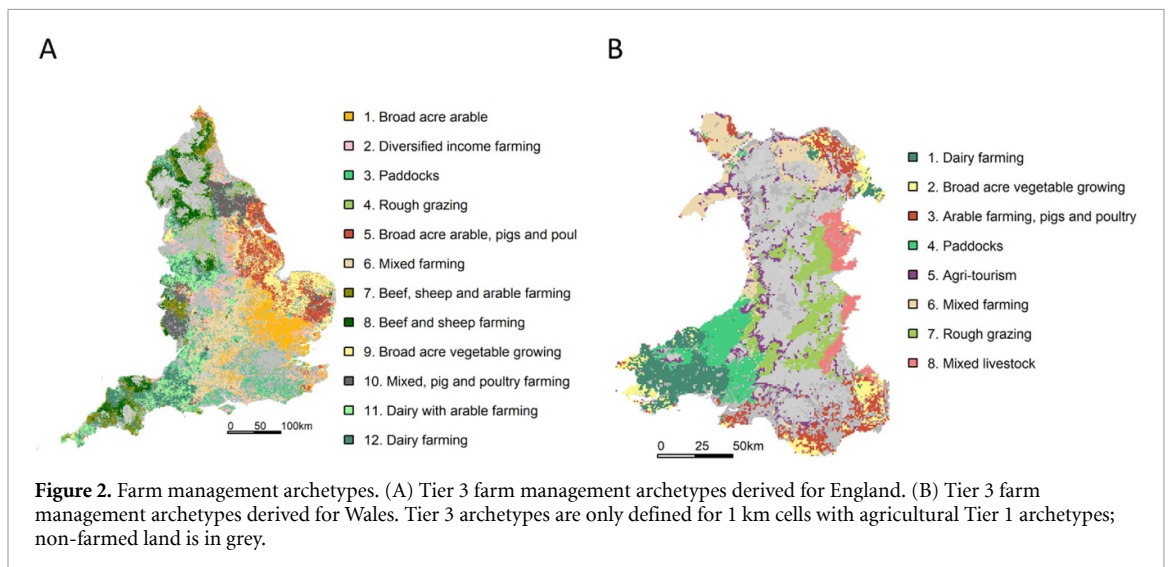 A
B
1. Broad acre arable
2. Diversified income farming
3. Paddocks
4. Rough grazing
5. Broad acre arable, pigs and poul
6. Mixed farming
7. Beef, sheep and arable farming
8. Beef and sheep farming
9. Broad acre vegetable growing
10. Mixed, pig and poultry farming
11. Dairy with arable farming
12. Dairy farming
0 50 100km
1. Dairy farming
2. Broad acre vegetable growing
3. Arable farming, pigs and poultry
4. Paddocks
5. Agri-tourism
6. Mixed farming
7. Rough grazing
8. Mixed livestock
0 25 50km
Figure 2. Farm management archetypes. (A) Tier 3 farm management archetypes derived for England. (B) Tier 3 farm
management archetypes derived for Wales. Tier 3 archetypes are only defined for 1 km cells with agricultural Tier 1 archetypes;
non-farmed land is in grey.